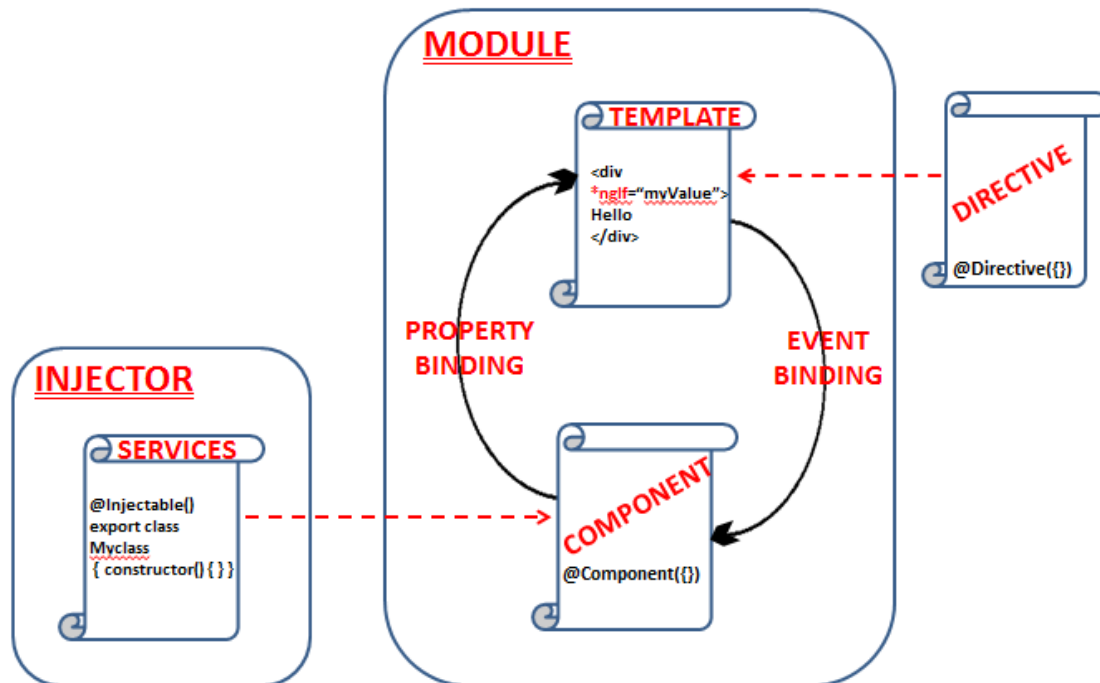 MODULE
TEMPLATE
<div
*ngIf=“myValue”>
Hello
</div>
DIRECTIVE
@Directive({})
PROPERTY
BINDING
EVENT
BINDING
INJECTOR
SERVICES
@Injectable()
export class
Myclass
{ constructor() { } }
COMPONENT
@Component({})